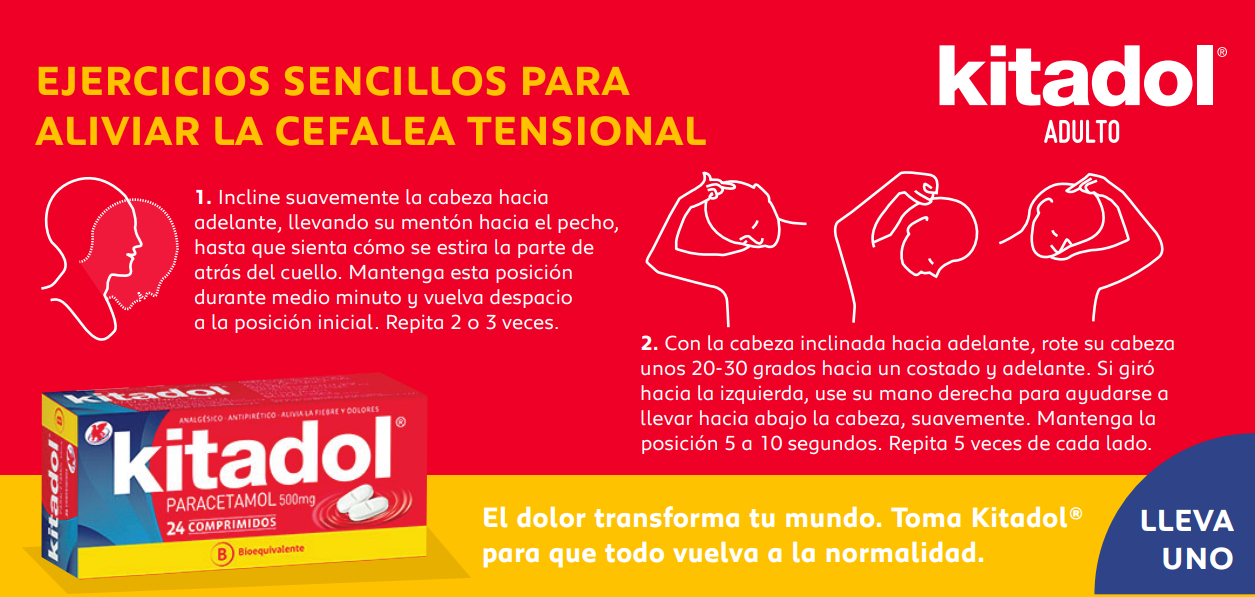 EJERCICIOS SENCILLOS PARA
ALIVIAR LA CEFALEA TENSIONAL
kitadol®
ADULTO
1. Incline suavemente la cabeza hacia
adelante, llevando su mentón hacia el pecho,
hasta que sienta cómo se estira la parte de
atrás del cuello. Mantenga esta posición
durante medio minuto y vuelva despacio
a la posición inicial. Repita 2 o 3 veces.
2. Con la cabeza inclinada hacia adelante, rote su cabeza
unos 20-30 grados hacia un costado y adelante. Si giró
hacia la izquierda, use su mano derecha para ayudarse a
llevar hacia abajo la cabeza, suavemente. Mantenga la
posición 5 a 10 segundos. Repita 5 veces de cada lado.
kitadol
ANALGÉSICO · ANTIPIRÉTICO · ALIVIA LA FIEBRE Y DOLORES
kitadol®
PARACETAMOL 500mg
24 COMPRIMIDOS
B Bioequivalente
B
kitadol
El dolor transforma tu mundo. Toma Kitadol®
para que todo vuelva a la normalidad.
LLEVA
UNO